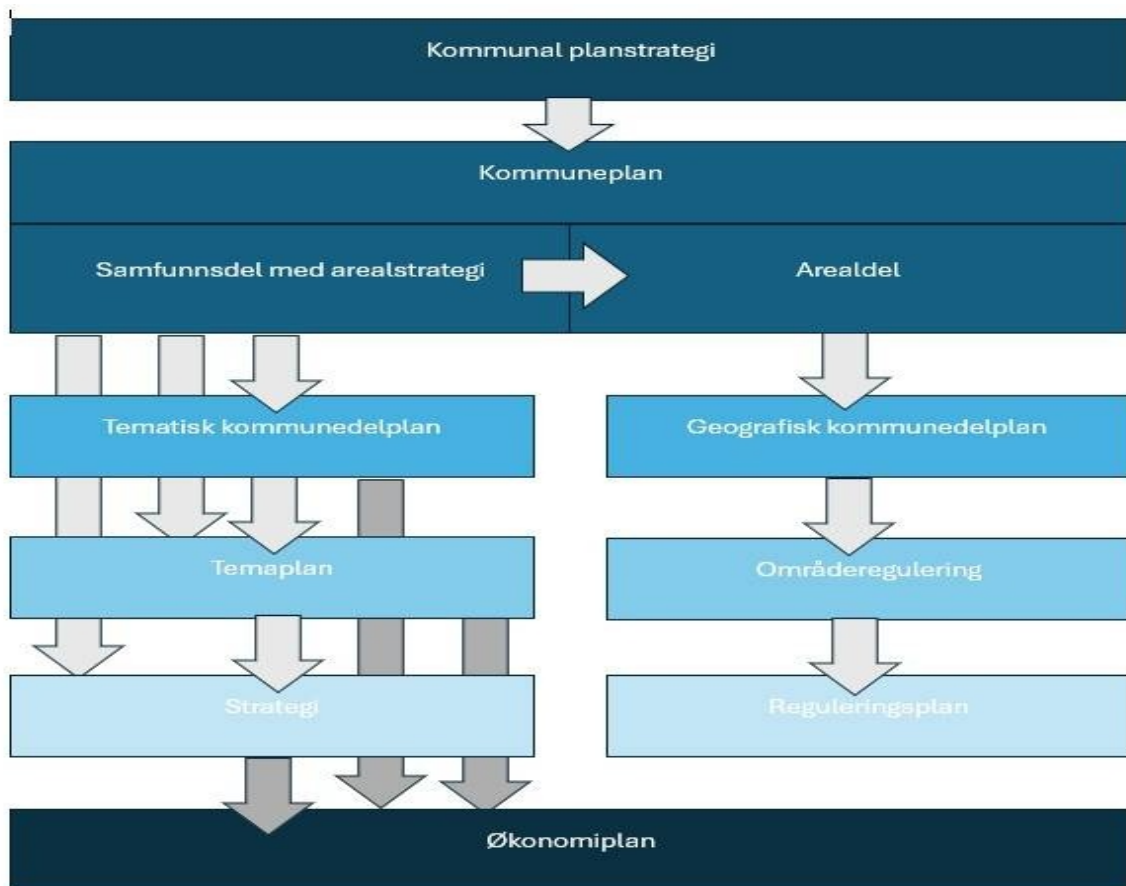 Kommunal planstrategi
Kommuneplan
Samfunnsdel med arealstrategi
Arealdel
Tematisk kommunedelplan
Geografisk kommunedelplan
Temaplan
Områderegulering
Strategi
Reguleringsplan
Økonomiplan